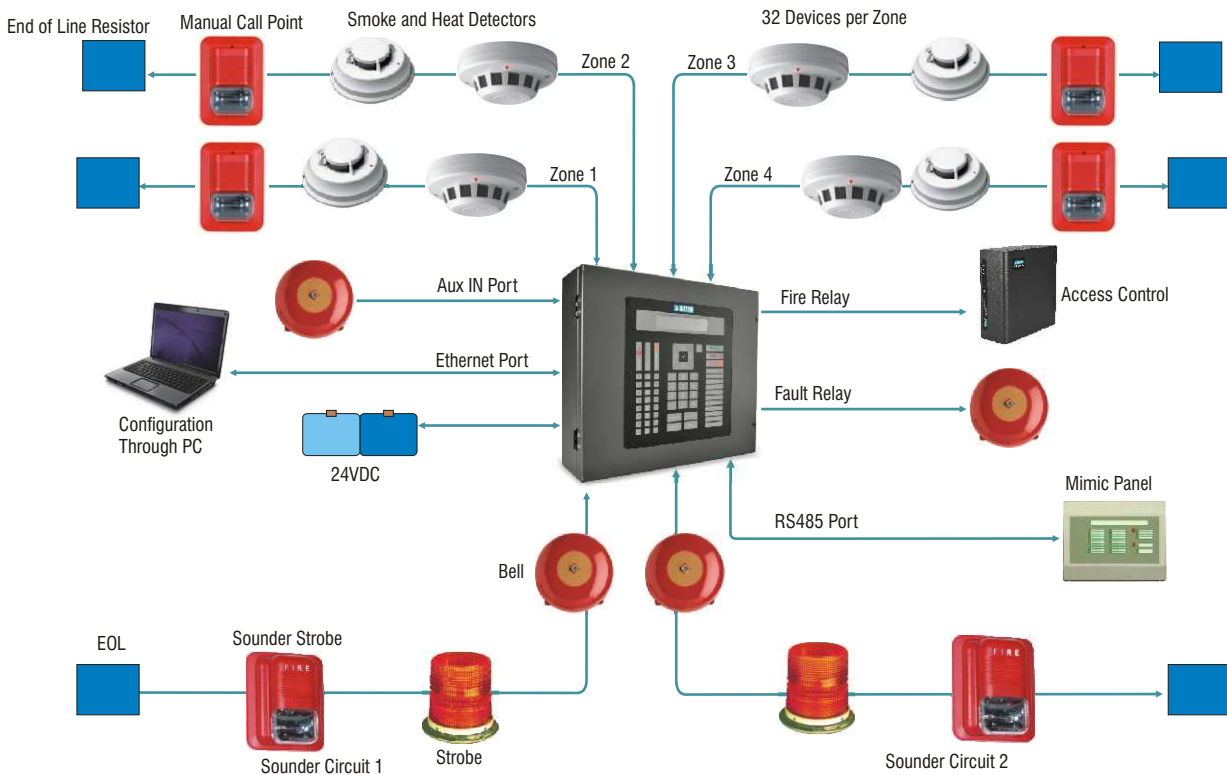 End of Line Resistor
Manual Call Point
Smoke and Heat Detectors
32 Devices per Zone
Zone 2
Zone 3
Zone 1
Zone 4
Aux IN Port
Fire Relay
Access Control
Ethernet Port
Configuration
Through PC
Fault Relay
24VDC
Mimic Panel
RS485 Port
Bell
EOL
Sounder Strobe
FIRE
FIRE
Strobe
Sounder Circuit 1
Sounder Circuit 2